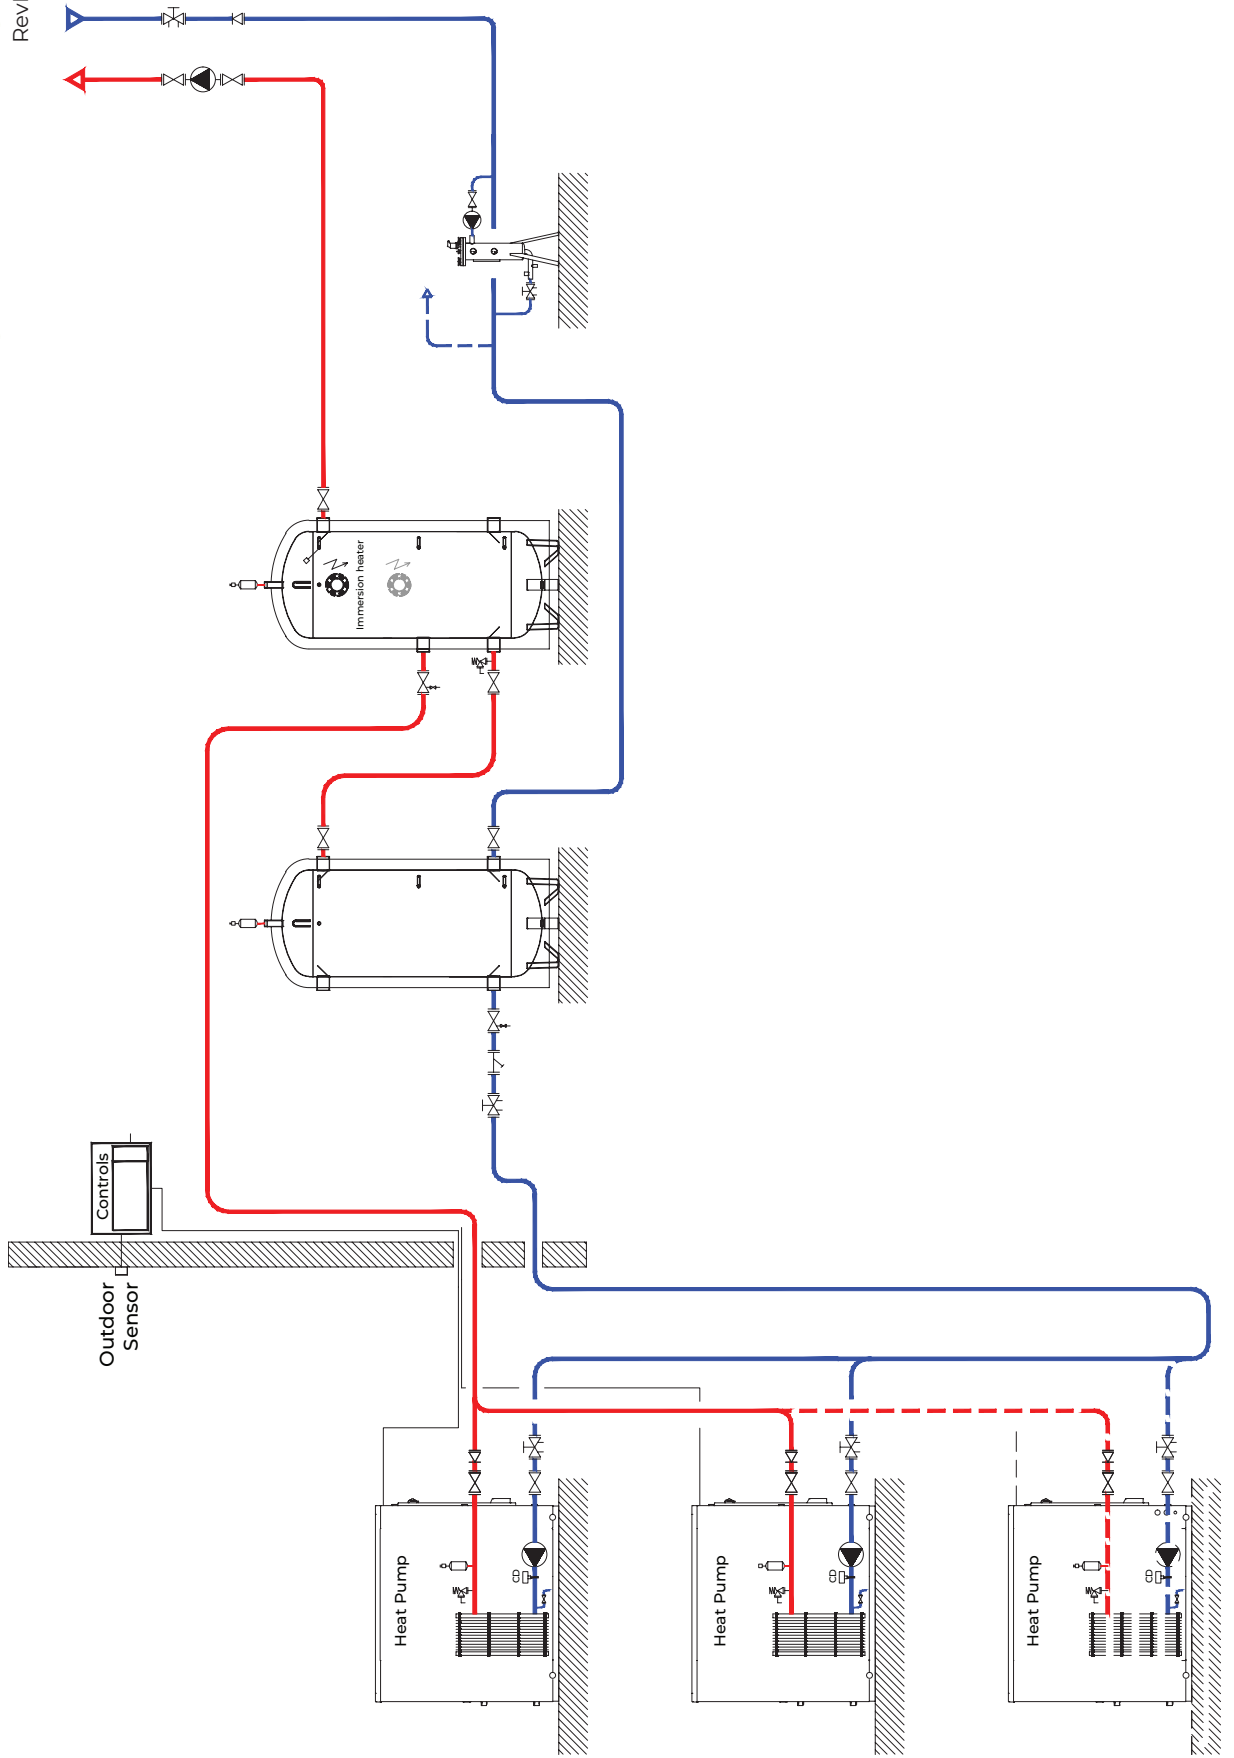 Controls
Outdoor
Sensor
Immersion heater
Heat Pump
Heat Pump
Heat Pump